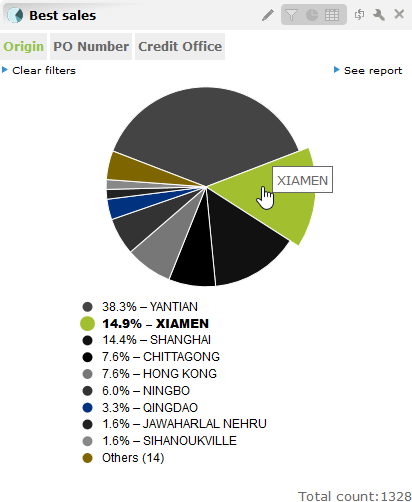 Best sales
Origin PO Number Credit Office
Clear filters See report
XIAMEN
38.3% – YANTIAN
14.9% – XIAMEN
14.4% – SHANGHAI
7.6% – CHITTAGONG
7.6% – HONG KONG
6.0% – NINGBO
3.3% – QINGDAO
1.6% – JAWAHARLAL NEHRU
1.6% – SIHANOUKVILLE
Others (14)
Total count:1328